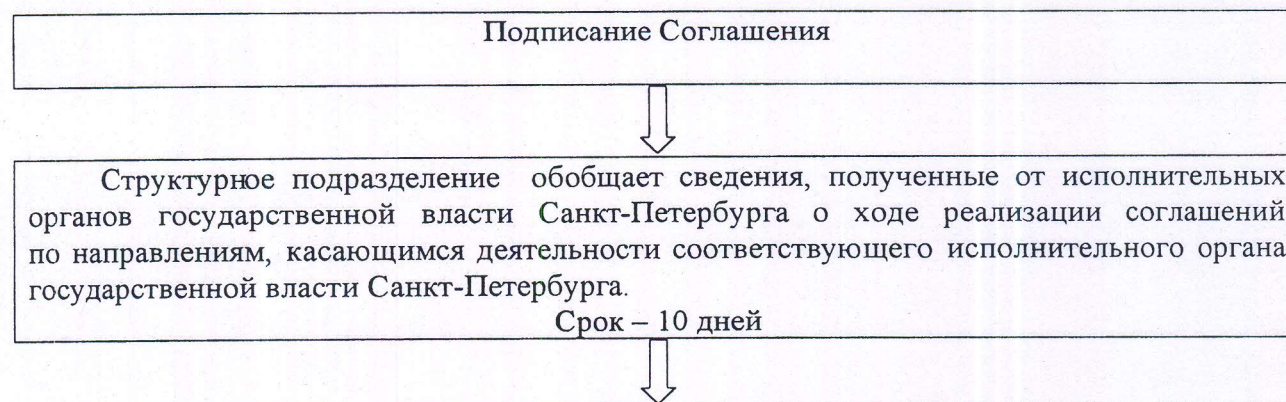 Подписание Соглашения
Структурное подразделение обобщает сведения, полученные от исполнительных
органов государственной власти Санкт-Петербурга о ходе реализации соглашений
по направлениям, касающимся деятельности соответствующего исполнительного органа
государственной власти Санкт-Петербурга.
Срок – 10 дней